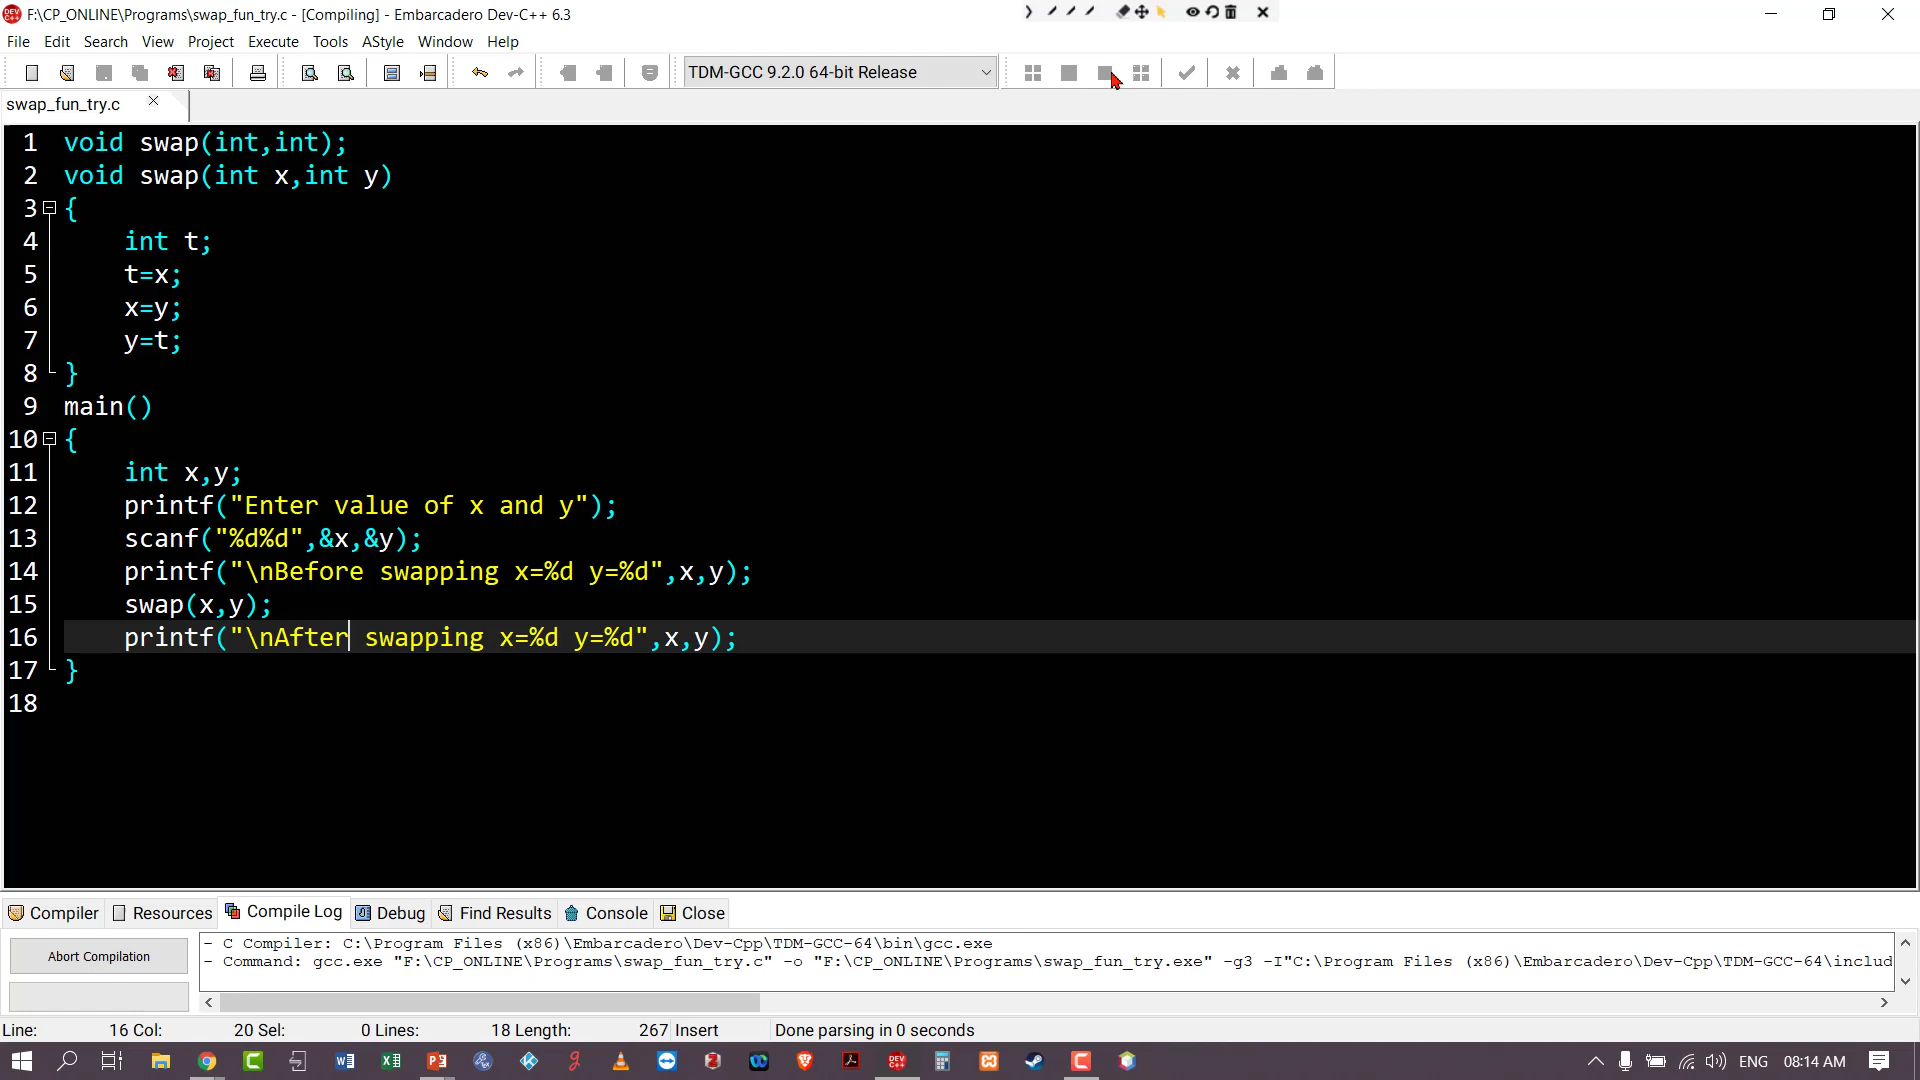 F:\CP_ONLINE\Programs\swap_fun_try.c - [Compiling] - Embarcadero Dev-C++ 6.3
File Edit Search View Project Execute Tools AStyle Window Help
TDM-GCC 9.2.0 64-bit Release
swap_fun_try.c
1 void swap(int,int);
2 void swap(int x,int y)
3 {
4 int t;
5 t=x;
6 x=y;
7 y=t;
8 }
9 main()
10 {
11 int x,y;
12 printf("Enter value of x and y");
13 scanf("%d%d",&x,&y);
14 printf("\nBefore swapping x=%d y=%d",x,y);
15 swap(x,y);
16 printf("\nAfter swapping x=%d y=%d",x,y);
17 }
18
Compiler Resources Compile Log Debug Find Results Console Close
Abort Compilation
- C Compiler: C:\Program Files (x86)\Embarcadero\Dev-Cpp\TDM-GCC-64\bin\gcc.exe
- Command: gcc.exe "F:\CP_ONLINE\Programs\swap_fun_try.c" -o "F:\CP_ONLINE\Programs\swap_fun_try.exe" -g3 -I"C:\Program Files (x86)\Embarcadero\Dev-Cpp\TDM-GCC-64\includ
Line: 16 Col: 20 Sel: 0 Lines: 18 Length: 267 Insert Done parsing in 0 seconds
ENG 08:14 AM